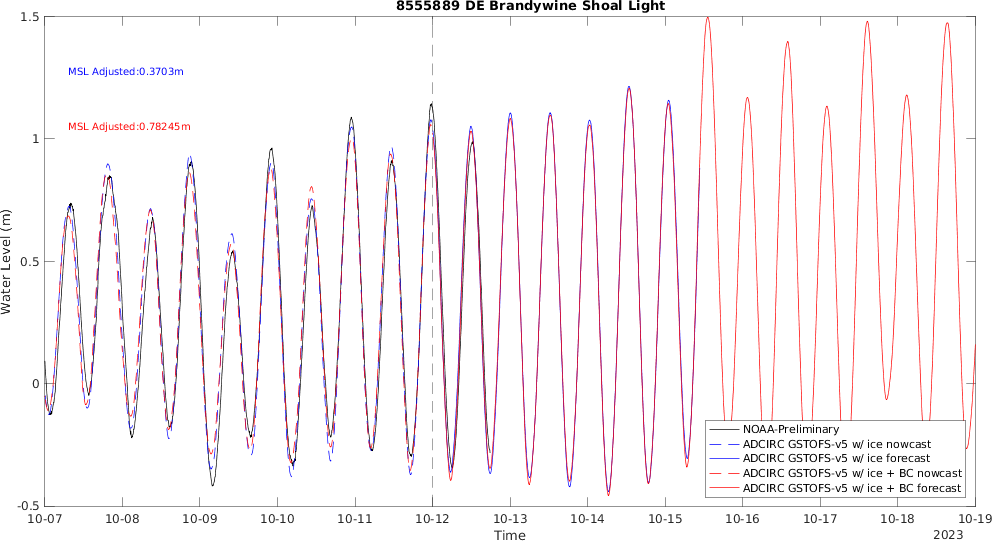 8555889 DE Brandywine Shoal Light
1.5
MSL Adjusted:0.3703m
MSL Adjusted:0.78245m
1
0.5
0
-0.5
Water Level (m)
NOAA-Preliminary
ADCIRC GSTOFS-v5 w/ ice nowcast
ADCIRC GSTOFS-v5 w/ ice forecast
ADCIRC GSTOFS-v5 w/ ice + BC nowcast
ADCIRC GSTOFS-v5 w/ ice + BC forecast
10-07 10-08 10-09 10-10 10-11 10-12 10-13 10-14 10-15 10-16 10-17 10-18 10-19
Time
2023